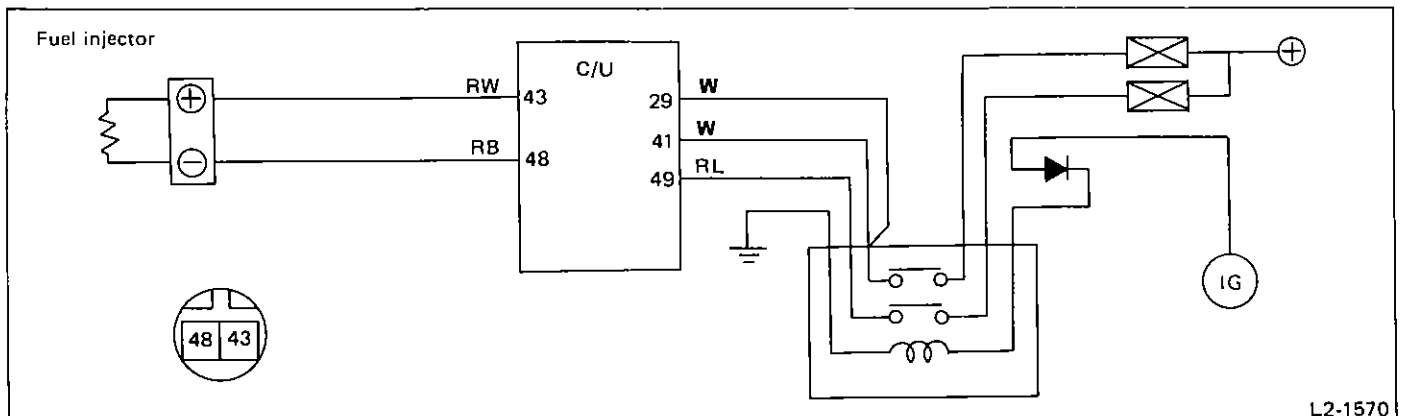 Fuel injector
C/U
RW
43
29
W
41
W
RB
48
49
RL
IG
48 43
L2-1570